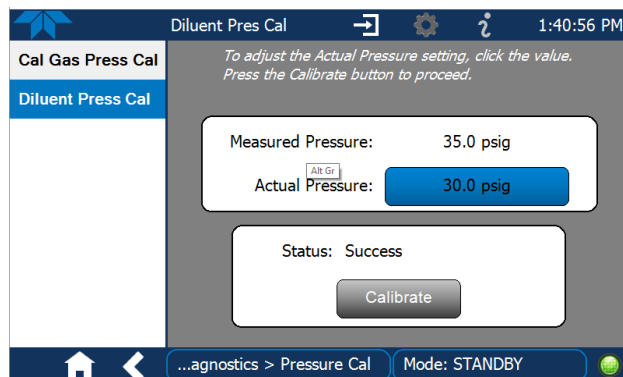 Diluent Pres Cal
1:40:56 PM
Cal Gas Press Cal
Diluent Press Cal
To adjust the Actual Pressure setting, click the value.
Press the Calibrate button to proceed.
Measured Pressure: 35.0 psig
Alt Gr
Actual Pressure: 30.0 psig
Status: Success
Calibrate
...agnostics > Pressure Cal
Mode: STANDBY